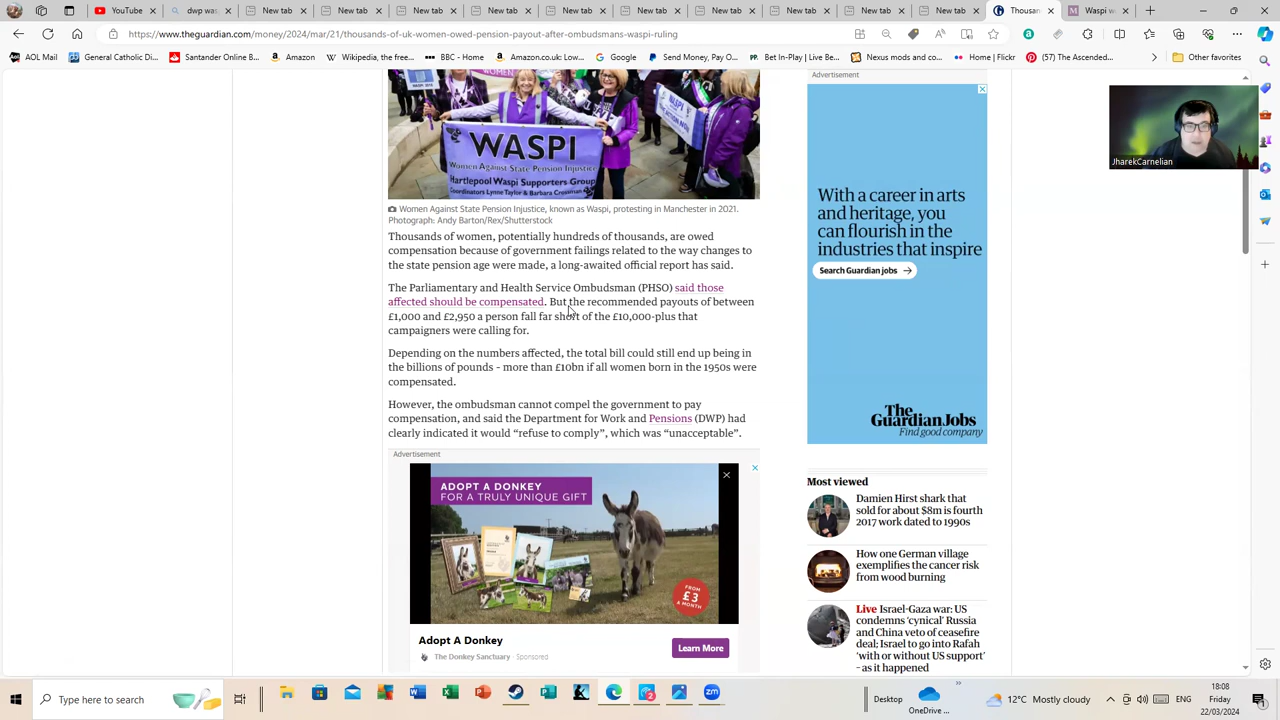 YouTube
Mail
Home
Thousan
Waspi w
https://www.theguardian.com/money/2024/mar/21/thousands-of-uk-women-owed-pension-payout-after-ombudsmans-waspi-ruling
AOL Mail
General Catholic Di...
Santander Online B...
Amazon
Wikipedia, the free...
BBC - Home
Amazon.co.uk: Low...
Google
Send Money, Pay O...
Bet In-Play | Live Be...
Nexus mods and co...
Home | Flickr
(57) The Ascended...
Other favorites
WASPI
Women Against State Pension Injustice
Hartlepool Waspi Supporters Group
Coordinators Lynne Taylor & Barbara Crossman
Women Against State Pension Injustice, known as Waspi, protesting in Manchester in 2021.
Photograph: Andy Barton/Rex/Shutterstock
Thousands of women, potentially hundreds of thousands, are owed
compensation because of government failings related to the way changes to
the state pension age were made, a long-awaited official report has said.
The Parliamentary and Health Service Ombudsman (PHSO) said those
affected should be compensated. But the recommended payouts of between
£1,000 and £2,950 a person fall far short of the £10,000-plus that
campaigners were calling for.
Depending on the numbers affected, the total bill could still end up being in
the billions of pounds – more than £10bn if all women born in the 1950s were
compensated.
However, the ombudsman cannot compel the government to pay
compensation, and said the Department for Work and Pensions (DWP) had
clearly indicated it would “refuse to comply”, which was “unacceptable”.
Advertisement
ADOPT A DONKEY
FOR A TRULY UNIQUE GIFT
FROM
£3
A MONTH
Adopt A Donkey
The Donkey Sanctuary · Sponsored
Learn More
Advertisement
With a career in arts
and heritage, you
can flourish in the
industries that inspire
Search Guardian jobs
The
GuardianJobs
Find good company
Most viewed
Damien Hirst shark that
sold for about $8m is fourth
2017 work dated to 1990s
How one German village
exemplifies the cancer risk
from wood burning
Live Israel-Gaza war: US
condemns ‘cynical’ Russia
and China veto of ceasefire
deal; Israel to go into Rafah
‘with or without US support’
– as it happened
JharekCarnelian
Type here to search
Desktop
OneDrive ...
12°C Mostly cloudy
ENG
18:08
Friday
22/03/2024